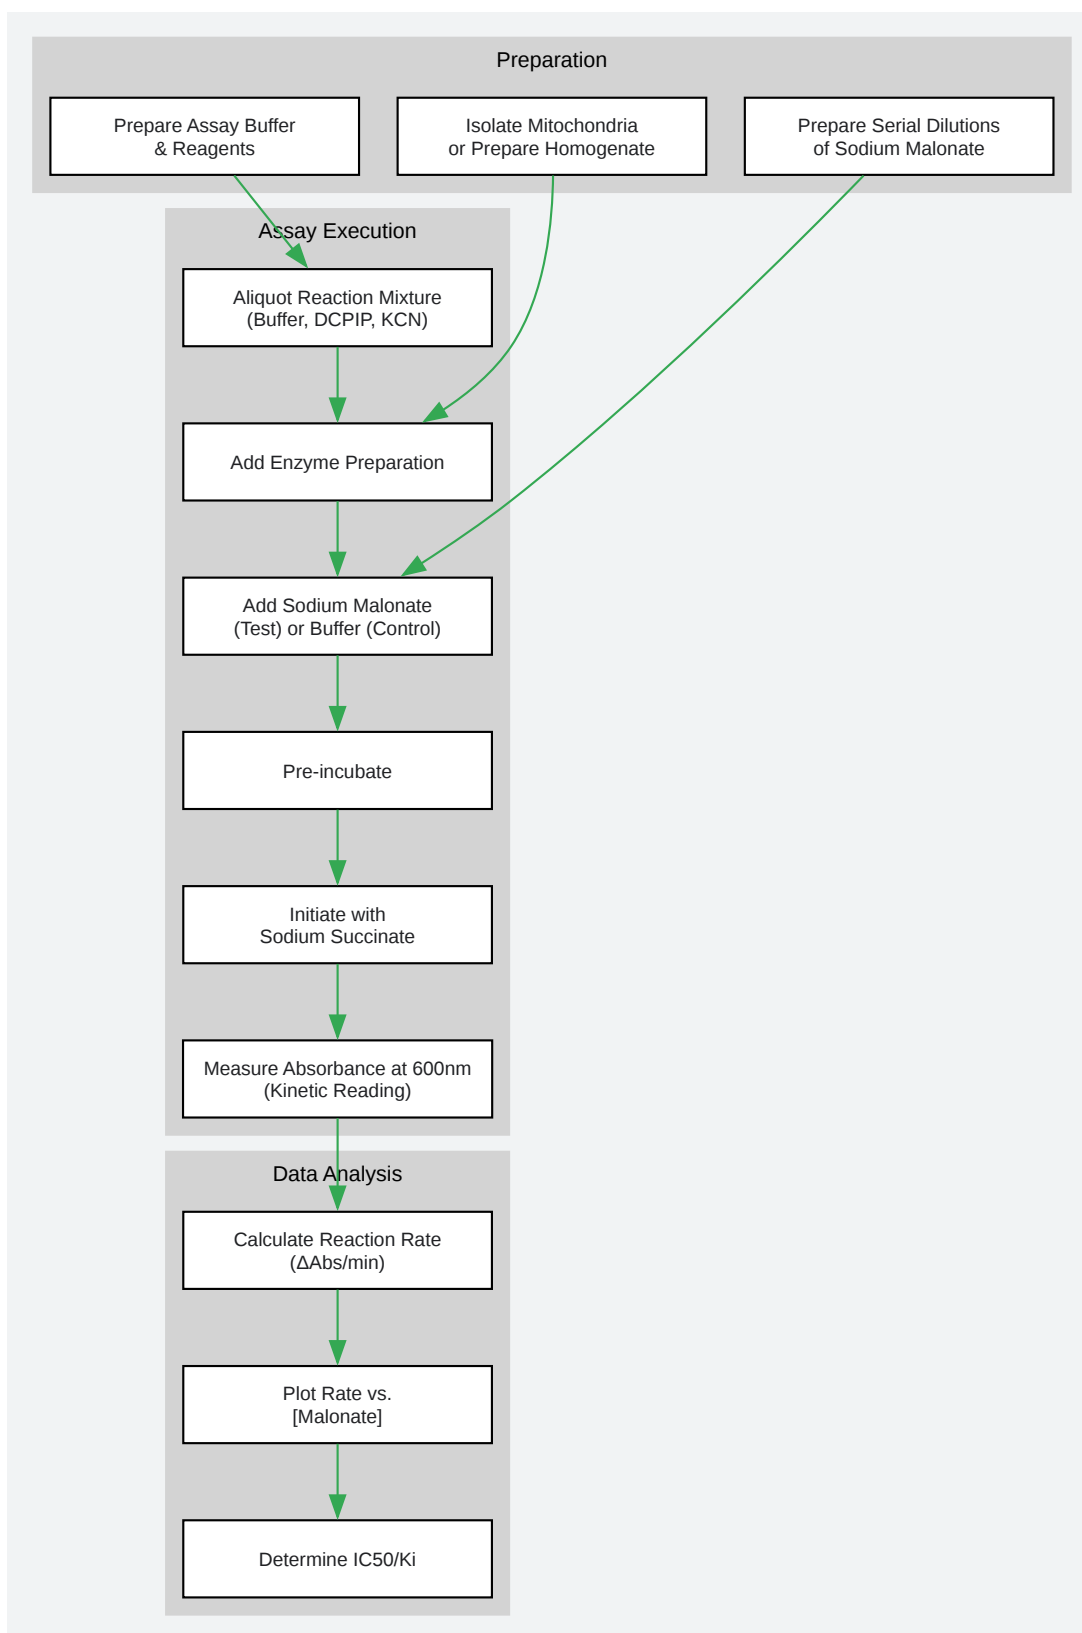 Preparation
Prepare Assay Buffer
& Reagents
Isolate Mitochondria
or Prepare Homogenate
Prepare Serial Dilutions
of Sodium Malonate
Assay Execution
Aliquot Reaction Mixture
(Buffer, DCPIP, KCN)
Add Enzyme Preparation
Add Sodium Malonate
(Test) or Buffer (Control)
Pre-incubate
Initiate with
Sodium Succinate
Measure Absorbance at 600nm
(Kinetic Reading)
Data Analysis
Calculate Reaction Rate
(ΔAbs/min)
Plot Rate vs.
[Malonate]
Determine IC50/Ki